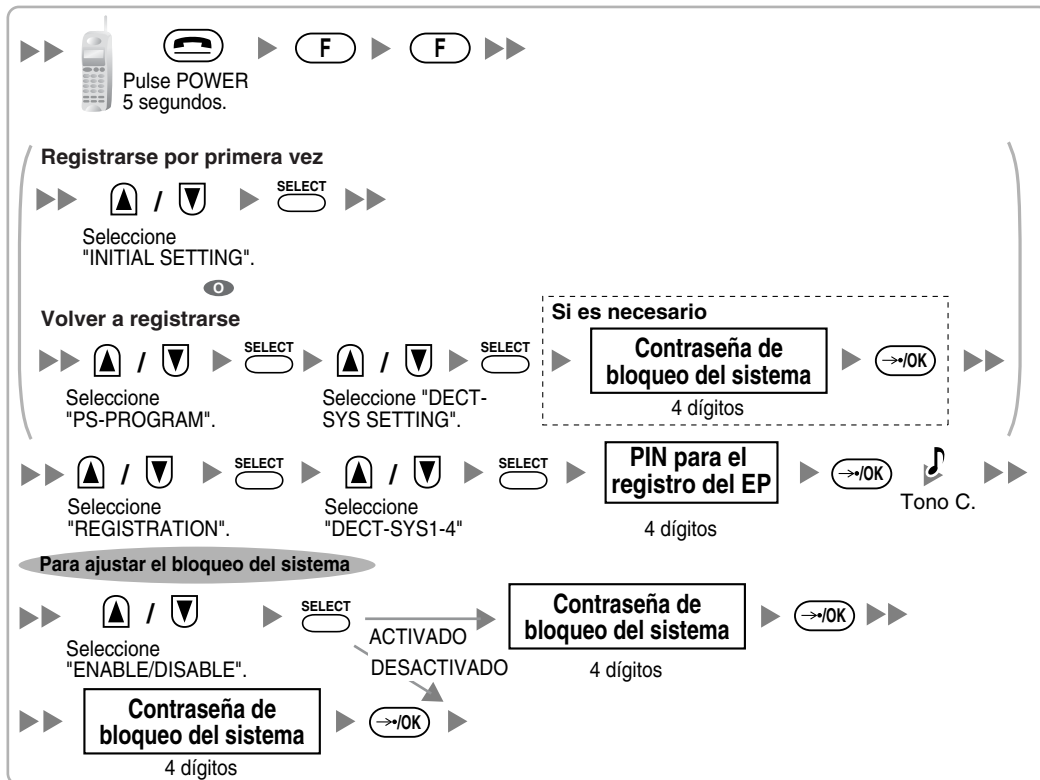 F F
Pulse POWER
5 segundos.
Registrarse por primera vez
/ SELECT
Seleccione
"INITIAL SETTING".
O
Volver a registrarse
Si es necesario
/ SELECT / SELECT
Contraseña de
bloqueo del sistema
/OK
Seleccione
"PS-PROGRAM".
Seleccione "DECT-
SYS SETTING".
4 dígitos
/ SELECT / SELECT
PIN para el
registro del EP
/OK
Tono C.
Seleccione
"REGISTRATION".
Seleccione
"DECT-SYS1-4"
4 dígitos
Para ajustar el bloqueo del sistema
/ SELECT
ACTIVADO
DESACTIVADO
Contraseña de
bloqueo del sistema
/OK
Seleccione
"ENABLE/DISABLE".
4 dígitos
Contraseña de
bloqueo del sistema
/OK
4 dígitos